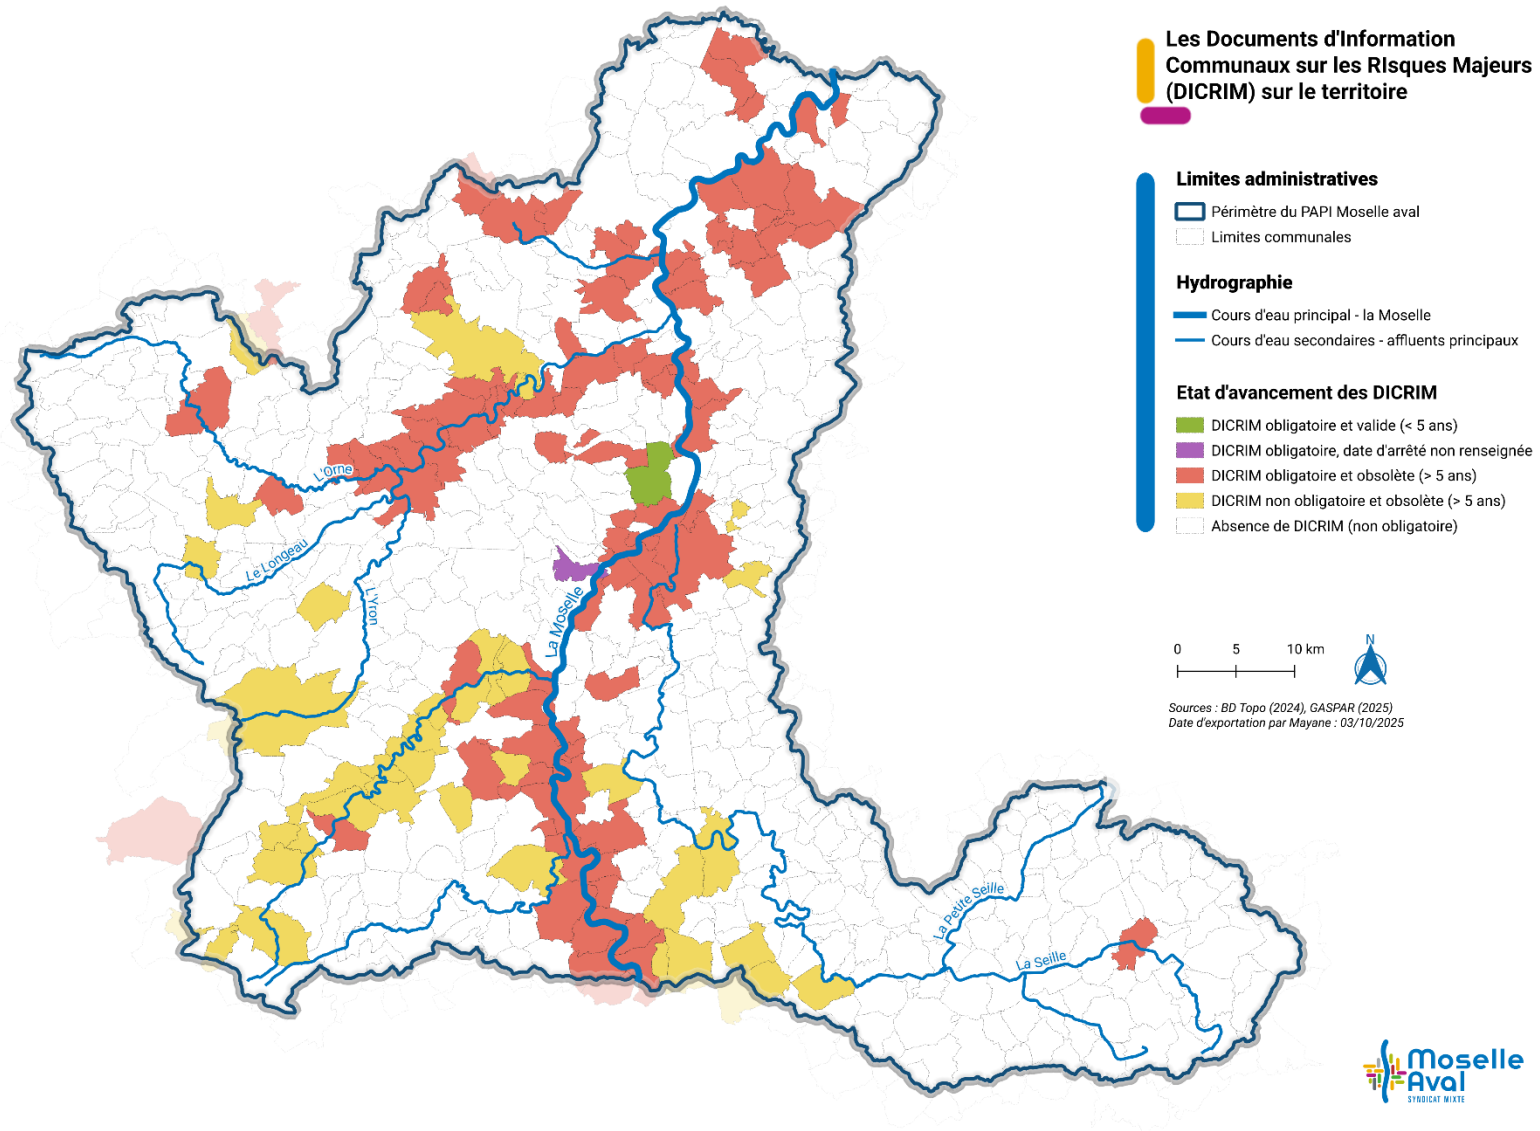 Les Documents d'Information
Communaux sur les RIsques Majeurs
(DICRIM) sur le territoire
Limites administratives
Périmètre du PAPI Moselle aval
Limites communales
Hydrographie
Cours d'eau principal - la Moselle
Cours d'eau secondaires - affluents principaux
Etat d'avancement des DICRIM
DICRIM obligatoire et valide (< 5 ans)
DICRIM obligatoire, date d'arrêté non renseignée
DICRIM obligatoire et obsolète (> 5 ans)
DICRIM non obligatoire et obsolète (> 5 ans)
Absence de DICRIM (non obligatoire)
L'Orne
Le Longeau
L'Yron
La Moselle
La Petite Seille
La Seille
N
0 5 10 km
Sources : BD Topo (2024), GASPAR (2025)
Date d'exportation par Mayane : 03/10/2025
Moselle
Aval
SYNDICAT MIXTE